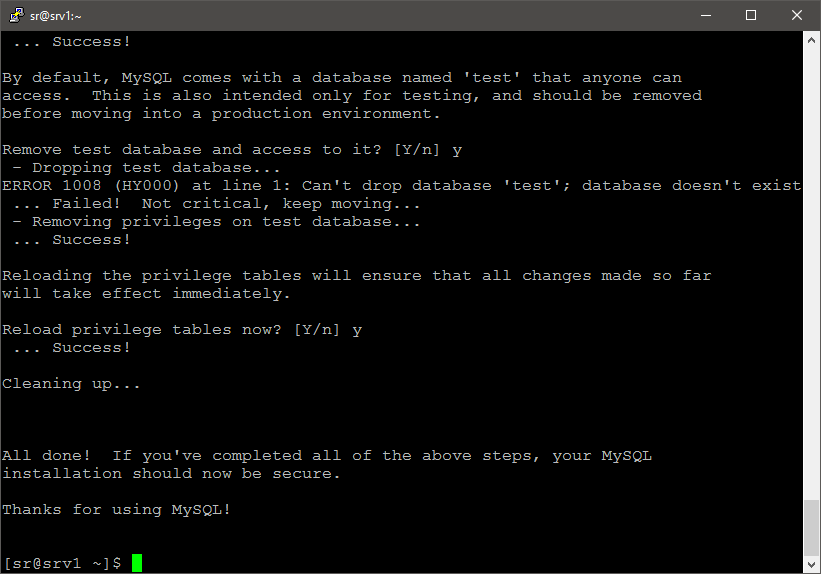 sr@srv1:~
... Success!
By default, MySQL comes with a database named 'test' that anyone can
access.  This is also intended only for testing, and should be removed
before moving into a production environment.
Remove test database and access to it? [Y/n] y
- Dropping test database...
ERROR 1008 (HY000) at line 1: Can't drop database 'test'; database doesn't exist
... Failed!  Not critical, keep moving...
- Removing privileges on test database...
... Success!
Reloading the privilege tables will ensure that all changes made so far
will take effect immediately.
Reload privilege tables now? [Y/n] y
... Success!
Cleaning up...
All done!  If you've completed all of the above steps, your MySQL
installation should now be secure.
Thanks for using MySQL!
[sr@srv1 ~]$